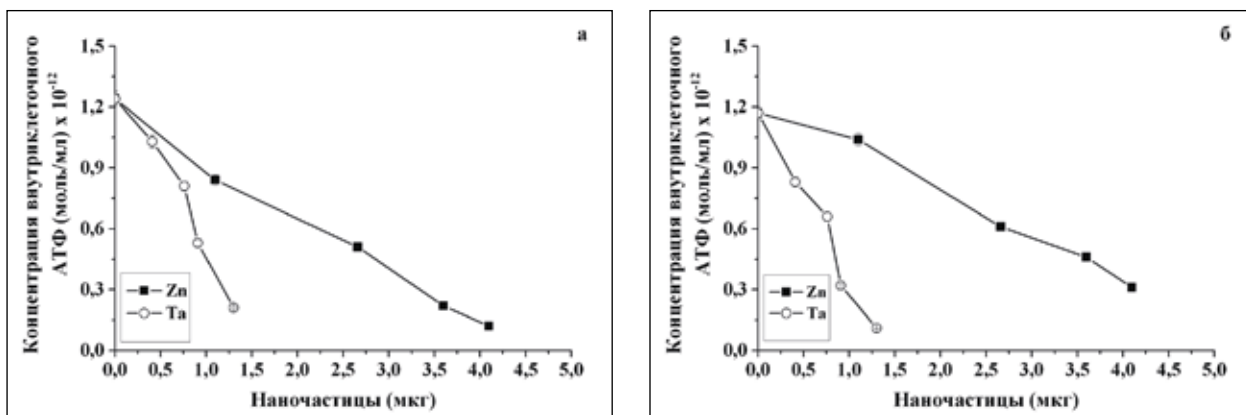 а
Концентрация внутриклеточного
АТФ (моль/мл) x 10⁻¹²
1,5
1,2
0,9
0,6
0,3
0,0
Zn
Ta
0,0 0,5 1,0 1,5 2,0 2,5 3,0 3,5 4,0 4,5 5,0
Наночастицы (мкг)
б
Концентрация внутриклеточного
АТФ (моль/мл) x 10⁻¹²
1,5
1,2
0,9
0,6
0,3
0,0
Zn
Ta
0,0 0,5 1,0 1,5 2,0 2,5 3,0 3,5 4,0 4,5 5,0
Наночастицы (мкг)